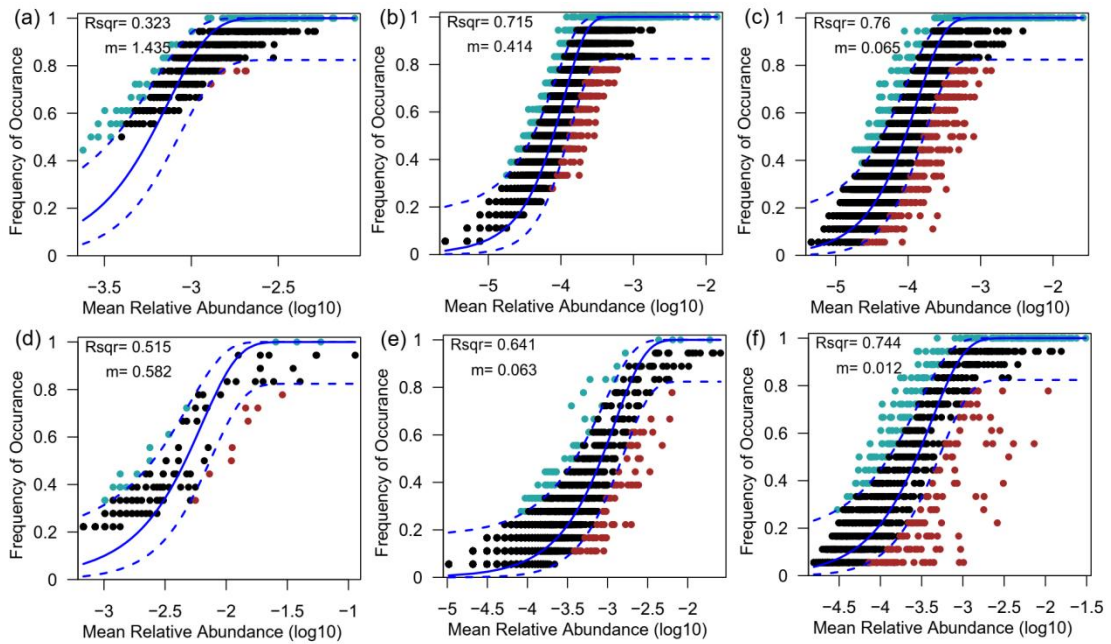 (a)
Rsqr= 0.323
m= 1.435
Frequency of Occurance
1
0.8
0.6
0.4
0.2
0
−3.5 −3 −2.5
Mean Relative Abundance (log10)
(b)
Rsqr= 0.715
m= 0.414
Frequency of Occurance
1
0.8
0.6
0.4
0.2
0
−5 −4 −3 −2
Mean Relative Abundance (log10)
(c)
Rsqr= 0.76
m= 0.065
Frequency of Occurance
1
0.8
0.6
0.4
0.2
0
−5 −4 −3 −2
Mean Relative Abundance (log10)
(d)
Rsqr= 0.515
m= 0.582
Frequency of Occurance
1
0.8
0.6
0.4
0.2
0
−3 −2.5 −2 −1.5 −1
Mean Relative Abundance (log10)
(e)
Rsqr= 0.641
m= 0.063
Frequency of Occurance
1
0.8
0.6
0.4
0.2
0
−5 −4.5 −4 −3.5 −3 −2.5 −2
Mean Relative Abundance (log10)
(f)
Rsqr= 0.744
m= 0.012
Frequency of Occurance
1
0.8
0.6
0.4
0.2
0
−4.5 −4 −3.5 −3 −2.5 −2 −1.5
Mean Relative Abundance (log10)